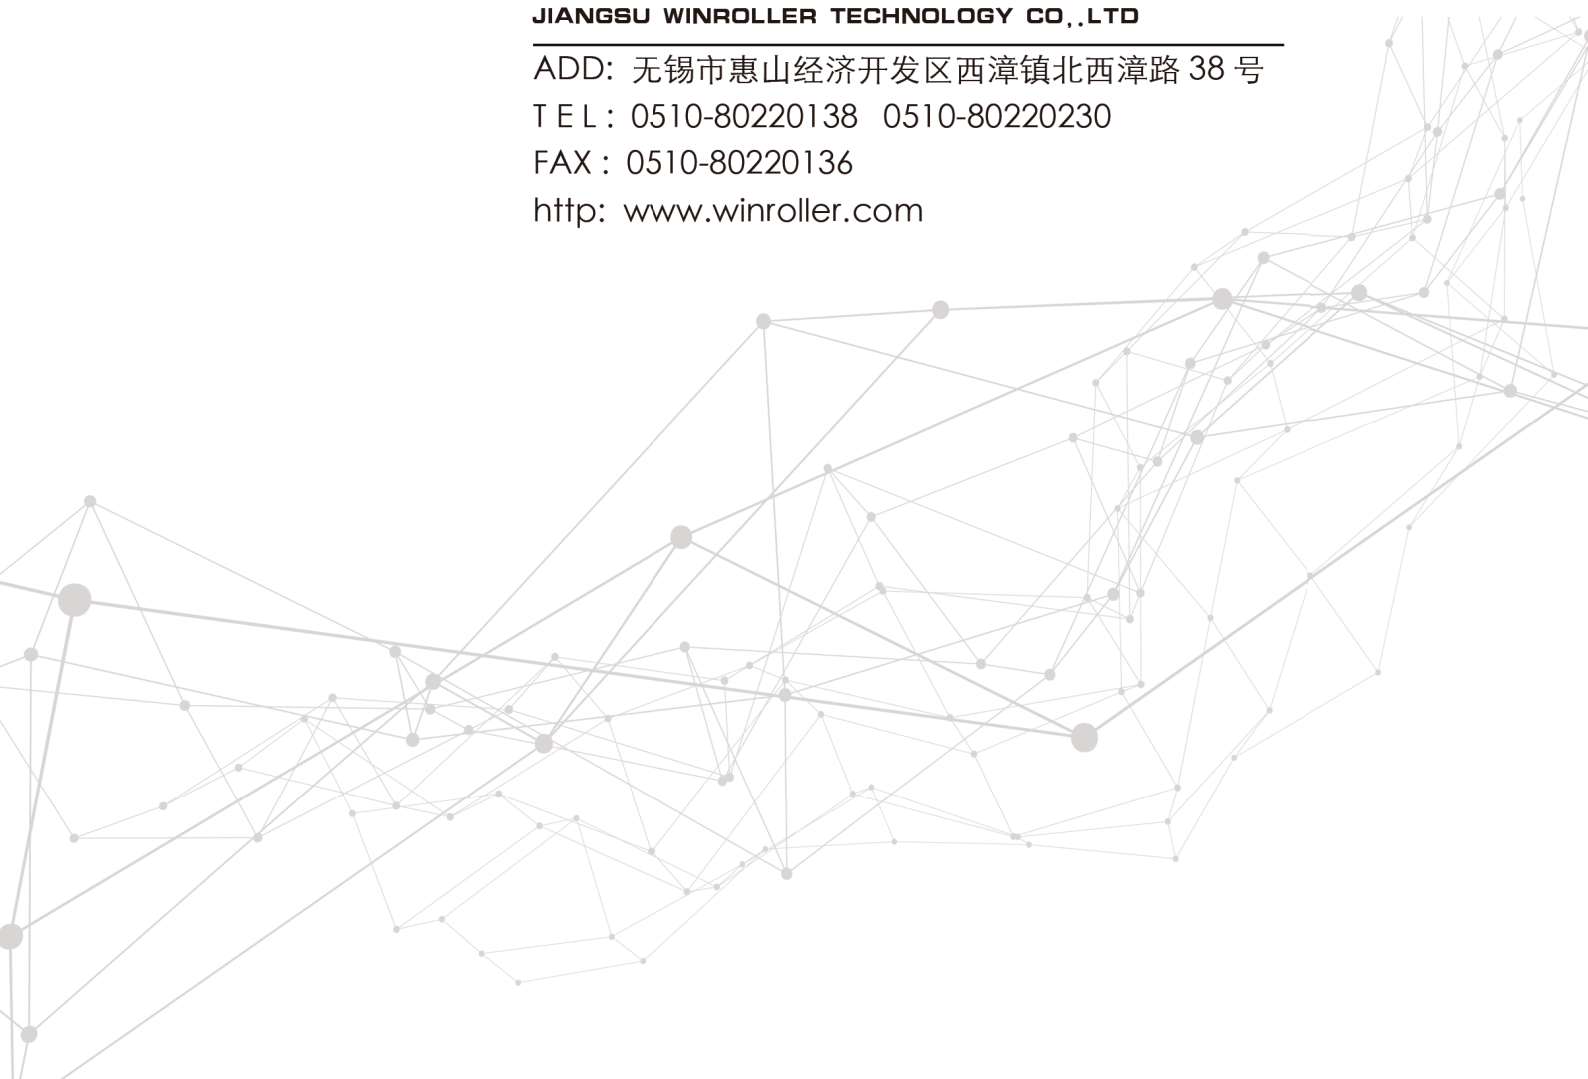 JIANGSU WINROLLER TECHNOLOGY CO,.LTD
ADD: 无锡市惠山经济开发区西漳镇北西漳路 38 号
T E L : 0510-80220138 0510-80220230
FAX : 0510-80220136
http: www.winroller.com